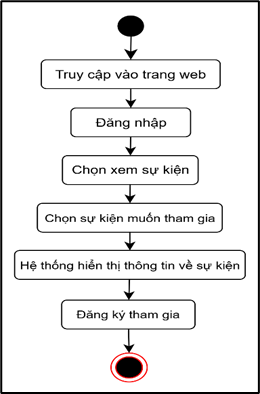 Truy cập vào trang web
Đăng nhập
Chọn xem sự kiện
Chọn sự kiện muốn tham gia
Hệ thống hiển thị thông tin về sự kiện
Đăng ký tham gia